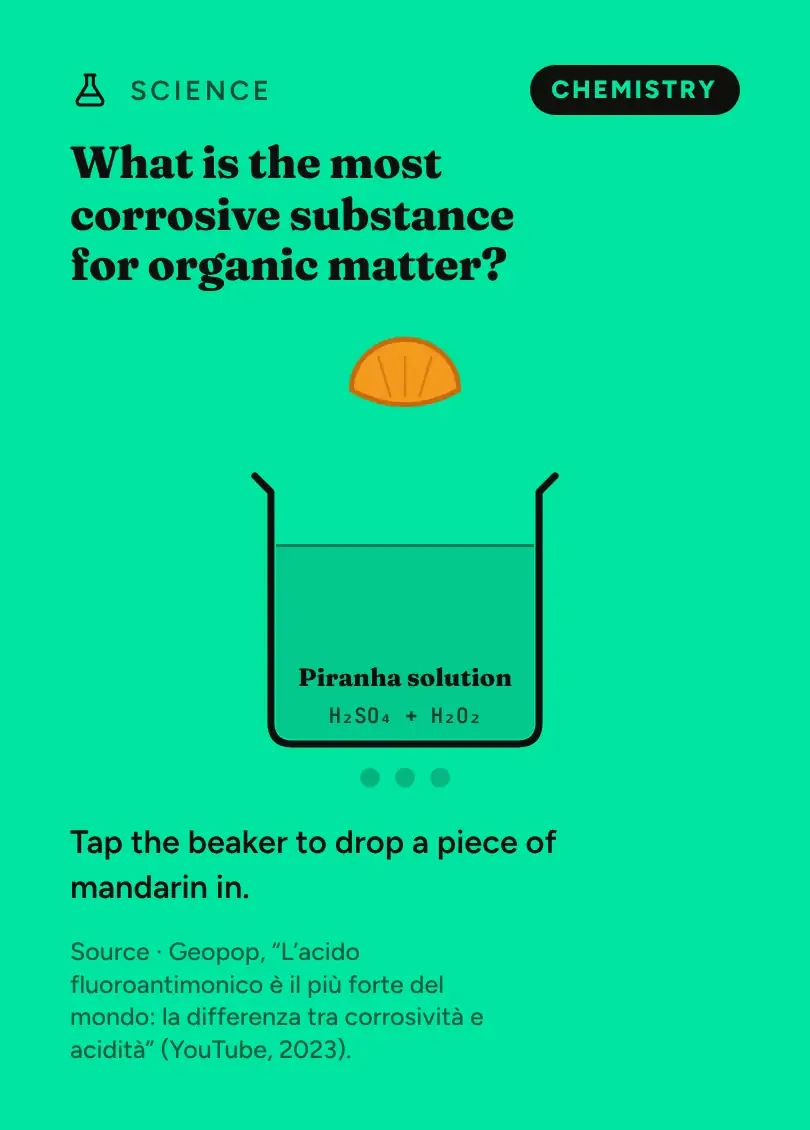 SCIENCE
CHEMISTRY
What is the most
corrosive substance
for organic matter?
Piranha solution
H₂SO₄ + H₂O₂
Tap the beaker to drop a piece of
mandarin in.
Source · Geopop, “L’acido
fluoroantimonico è il più forte del
mondo: la differenza tra corrosività e
acidità” (YouTube, 2023).